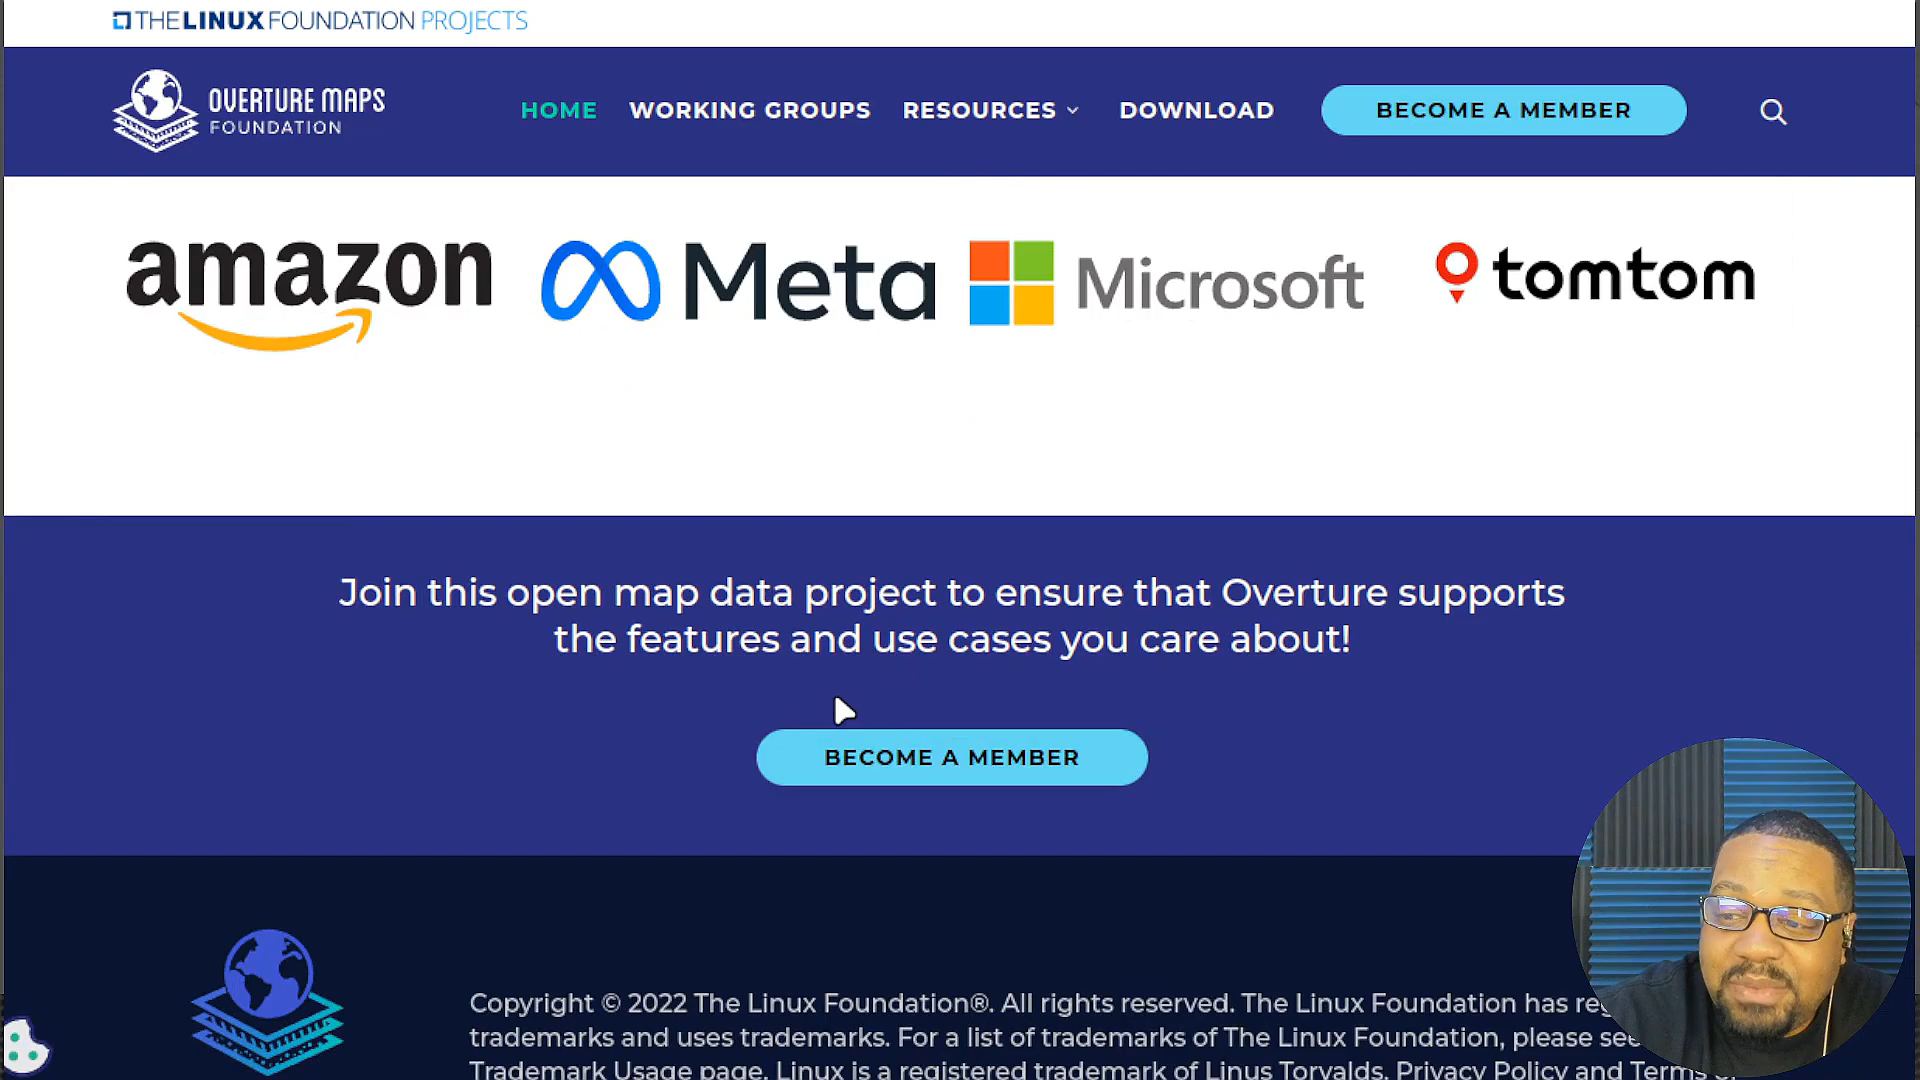 THE LINUX FOUNDATION PROJECTS
OVERTURE MAPS
FOUNDATION
HOME WORKING GROUPS RESOURCES DOWNLOAD BECOME A MEMBER
amazon Meta Microsoft tomtom
Join this open map data project to ensure that Overture supports
the features and use cases you care about!
BECOME A MEMBER
Copyright © 2022 The Linux Foundation®. All rights reserved. The Linux Foundation has
trademarks and uses trademarks. For a list of trademarks of The Linux Foundation, please
Trademark Usage page. Linux is a registered trademark of Linus Torvalds. Privacy Policy and Terms